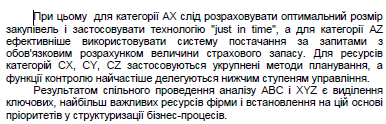 При цьому для категорії AX слід розраховувати оптимальний розмір
закупівель і застосовувати технологію "just in time", а для категорії AZ
ефективніше використовувати систему постачання за запитами з
обов'язковим розрахунком величини страхового запасу. Для ресурсів
категорій CX, CY, CZ застосовуються укрупнені методи планування, а
функції контролю найчастіше делегуються нижчим ступеням управління.
Результатом спільного проведення аналізу ABC і XYZ є виділення
ключових, найбільш важливих ресурсів фірми і встановлення на цій основі
пріоритетів у структуризації бізнес-процесів.